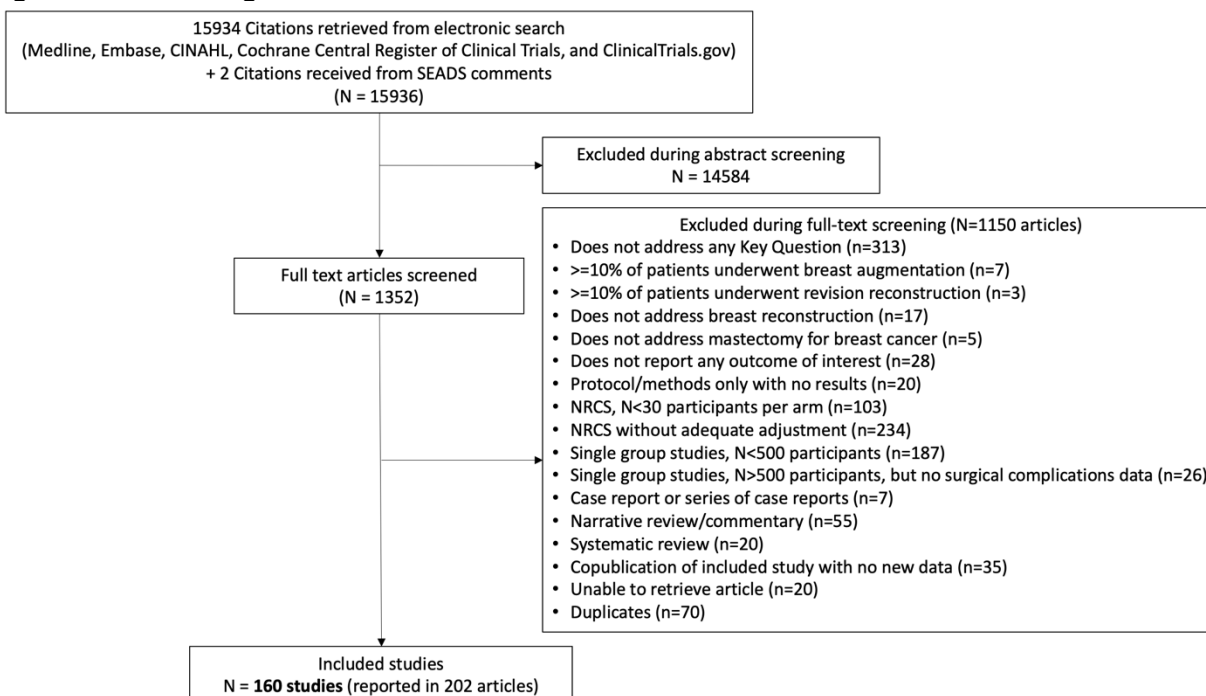 15934 Citations retrieved from electronic search
(Medline, Embase, CINAHL, Cochrane Central Register of Clinical Trials, and ClinicalTrials.gov)
+ 2 Citations received from SEADS comments
(N = 15936)
Excluded during abstract screening
N = 14584
Full text articles screened
(N = 1352)
Excluded during full-text screening (N=1150 articles)
• Does not address any Key Question (n=313)
• >=10% of patients underwent breast augmentation (n=7)
• >=10% of patients underwent revision reconstruction (n=3)
• Does not address breast reconstruction (n=17)
• Does not address mastectomy for breast cancer (n=5)
• Does not report any outcome of interest (n=28)
• Protocol/methods only with no results (n=20)
• NRCS, N<30 participants per arm (n=103)
• NRCS without adequate adjustment (n=234)
• Single group studies, N<500 participants (n=187)
• Single group studies, N>500 participants, but no surgical complications data (n=26)
• Case report or series of case reports (n=7)
• Narrative review/commentary (n=55)
• Systematic review (n=20)
• Copublication of included study with no new data (n=35)
• Unable to retrieve article (n=20)
• Duplicates (n=70)
Included studies
N = 160 studies (reported in 202 articles)